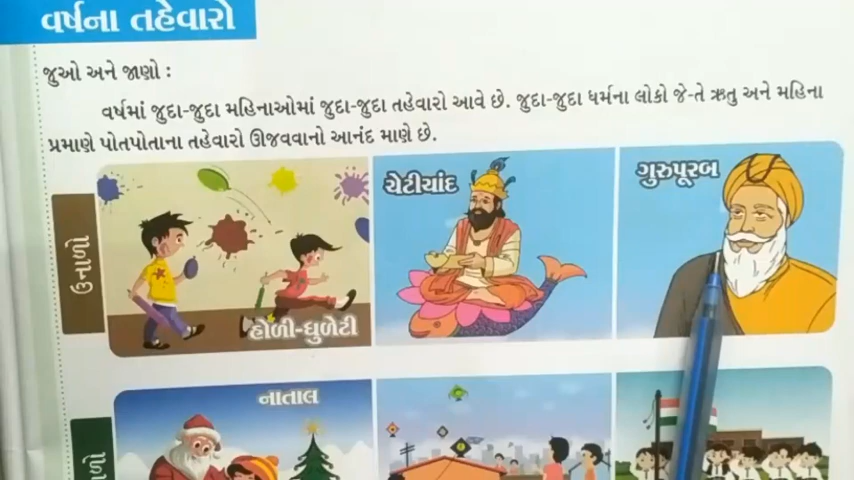 વર્ષના તહેવારો
જુઓ અને જાણો :
વર્ષમાં જુદા-જુદા મહિનાઓમાં જુદા-જુદા તહેવારો આવે છે. જુદા-જુદા ધર્મના લોકો જે-તે ઋતુ અને મહિના
પ્રમાણે પોતપોતાના તહેવારો ઊજવવાનો આનંદ માણે છે.
ઉનાળો
હોળી-ધુળેટી
ચેટીચાંદ
ગુરુપૂરબ
નાતાલ